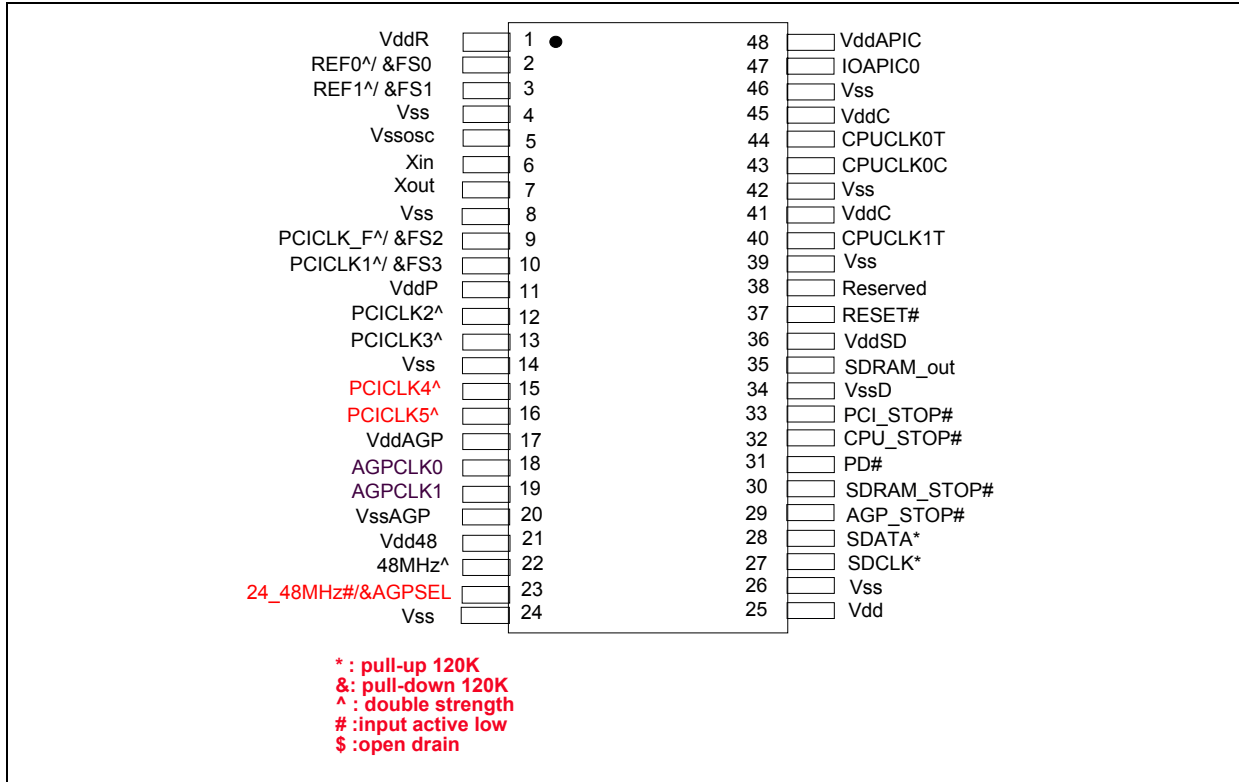 VddR 1 48 VddAPIC
REF0^/ &FS0 2 47 IOAPIC0
REF1^/ &FS1 3 46 Vss
Vss 4 45 VddC
Vssosc 5 44 CPUCLK0T
Xin 6 43 CPUCLK0C
Xout 7 42 Vss
Vss 8 41 VddC
PCICLK_F^/ &FS2 9 40 CPUCLK1T
PCICLK1^/ &FS3 10 39 Vss
VddP 11 38 Reserved
PCICLK2^ 12 37 RESET#
PCICLK3^ 13 36 VddSD
Vss 14 35 SDRAM_out
PCICLK4^ 15 34 VssD
PCICLK5^ 16 33 PCI_STOP#
VddAGP 17 32 CPU_STOP#
AGPCLK0 18 31 PD#
AGPCLK1 19 30 SDRAM_STOP#
VssAGP 20 29 AGP_STOP#
Vdd48 21 28 SDATA*
48MHz^ 22 27 SDCLK*
24_48MHz#/&AGPSEL 23 26 Vss
Vss 24 25 Vdd
* : pull-up 120K
&: pull-down 120K
^ : double strength
# :input active low
$ :open drain